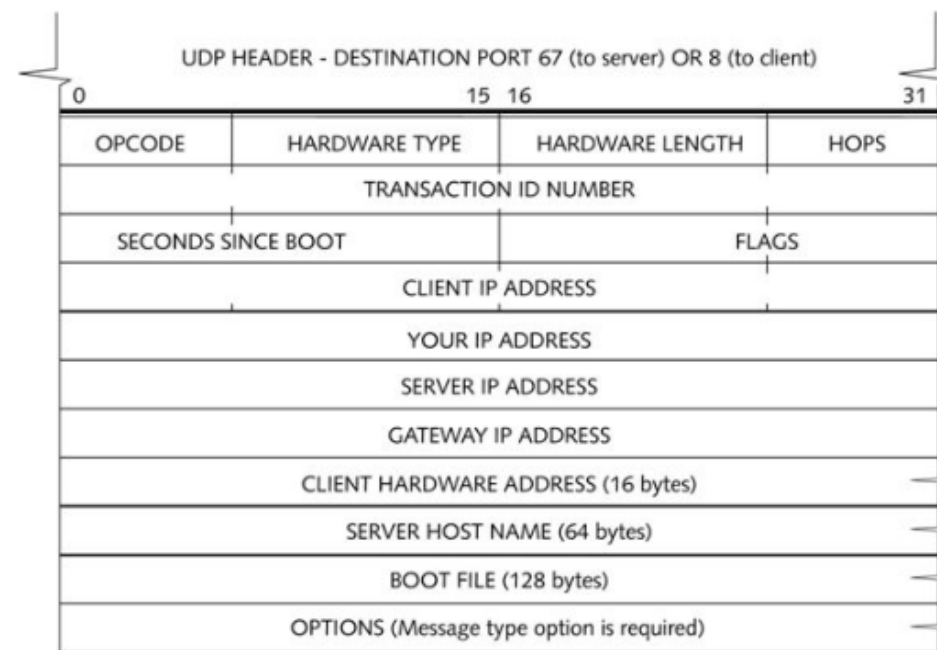 UDP HEADER - DESTINATION PORT 67 (to server) OR 8 (to client)
0 15 16 31
OPCODE HARDWARE TYPE HARDWARE LENGTH HOPS
TRANSACTION ID NUMBER
SECONDS SINCE BOOT FLAGS
CLIENT IP ADDRESS
YOUR IP ADDRESS
SERVER IP ADDRESS
GATEWAY IP ADDRESS
CLIENT HARDWARE ADDRESS (16 bytes)
SERVER HOST NAME (64 bytes)
BOOT FILE (128 bytes)
OPTIONS (Message type option is required)